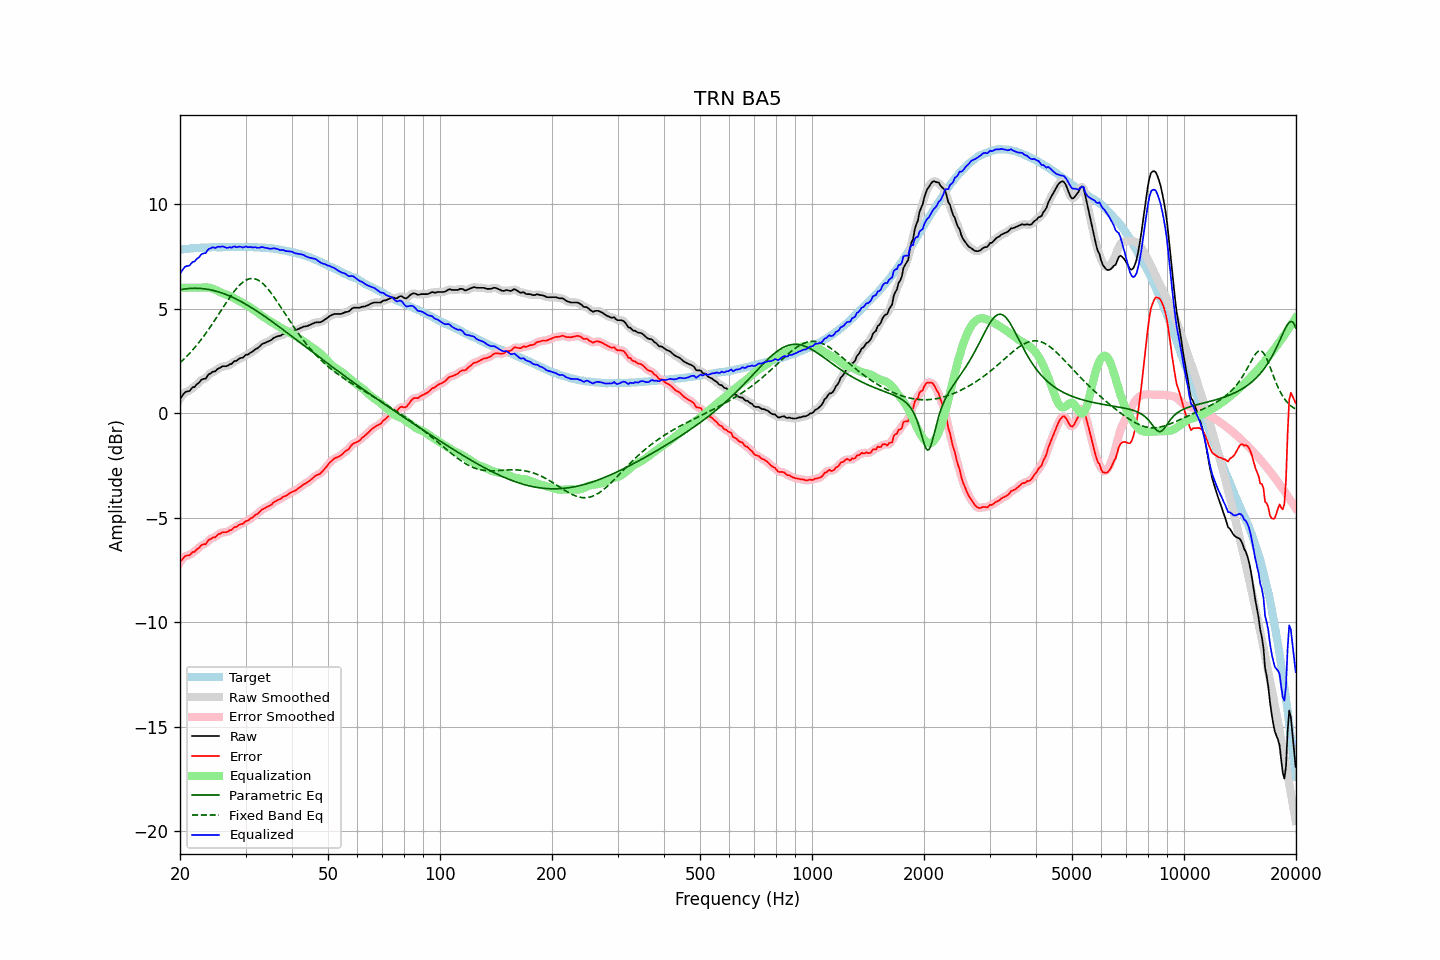 TRN BA5
Amplitude (dBr)
10
5
0
−5
−10
−15
−20
Target
Raw Smoothed
Error Smoothed
Raw
Error
Equalization
Parametric Eq
Fixed Band Eq
Equalized
20 50 100 200 500 1000 2000 5000 10000 20000
Frequency (Hz)